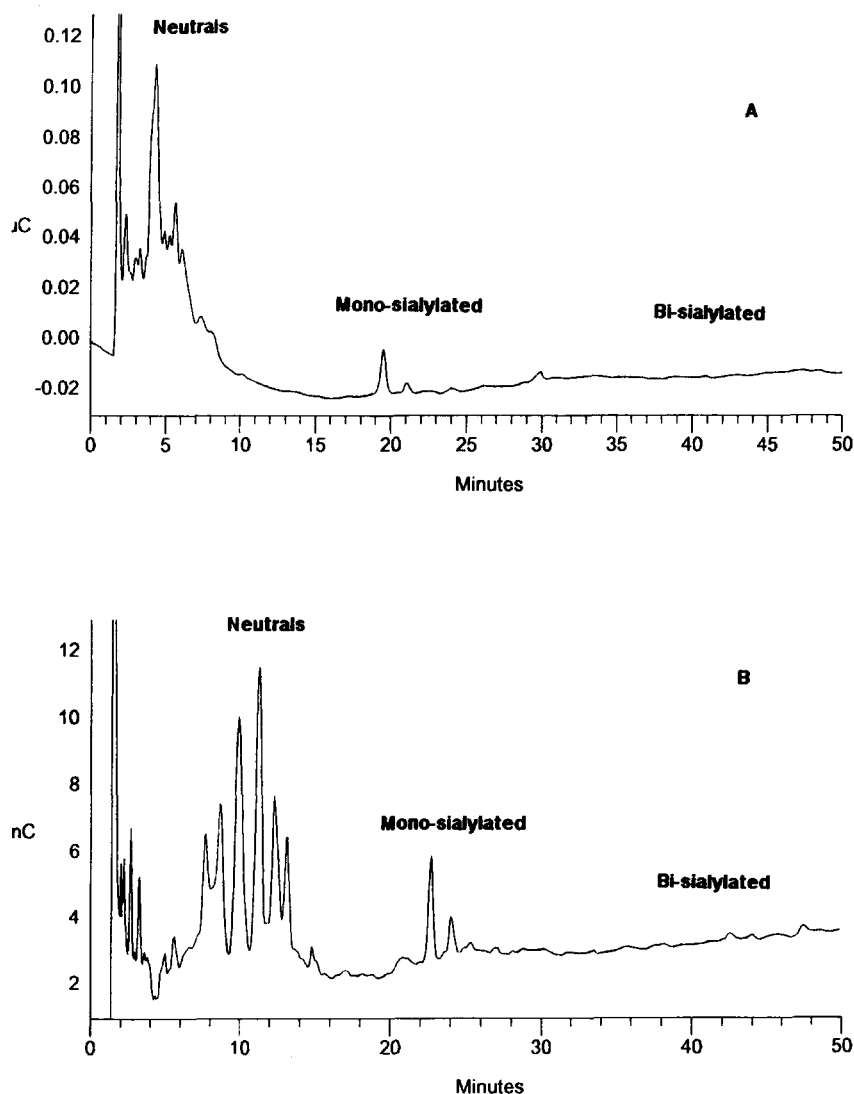 Neutrals
0.12
0.10
A
0.08
0.06
0.04
µC
0.02
Mono-sialylated
Bi-sialylated
0.00
-0.02
0 5 10 15 20 25 30 35 40 45 50
Minutes
Neutrals
12
B
10
8
Mono-sialylated
nC
6
Bi-sialylated
4
2
0 10 20 30 40 50
Minutes